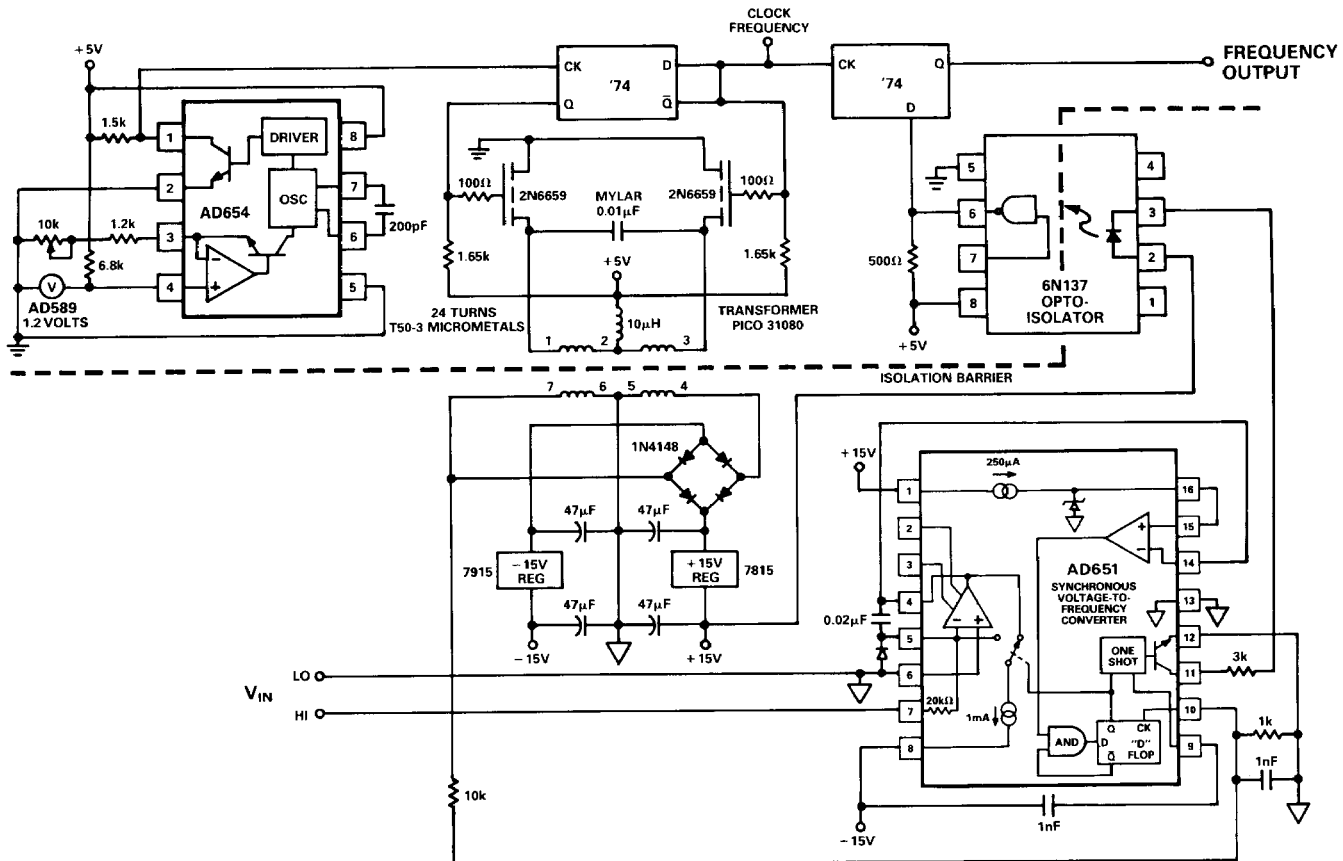 CLOCK
FREQUENCY
+5V
CK
D
'74
Q
Q̅
CK
Q
'74
D
FREQUENCY
OUTPUT
1.5k
1
8
DRIVER
2
7
OSC
AD654
200pF
10k
1.2k
3
6
6.8k
V
4
5
AD589
1.2 VOLTS
100Ω
2N6659
MYLAR
0.01μF
2N6659
100Ω
1.65k
1.65k
+5V
24 TURNS
T50-3 MICROMETALS
10μH
TRANSFORMER
PICO 31080
1
2
3
5
4
6
3
7
2
8
1
500Ω
+5V
6N137
OPTO-
ISOLATOR
ISOLATION BARRIER
7
6
5
4
1N4148
47μF
47μF
7915
-15V
REG
+15V
REG
7815
47μF
47μF
-15V
+15V
VIN
LO
HI
10k
+15V
250μA
1
16
2
15
3
14
AD651
SYNCHRONOUS
VOLTAGE-TO-
FREQUENCY
CONVERTER
4
13
0.02μF
5
12
ONE
SHOT
6
11
3k
20kΩ
7
10
1mA
AND
Q
CK
D
"D"
FLOP
Q̅
8
9
1k
1nF
1nF
-15V